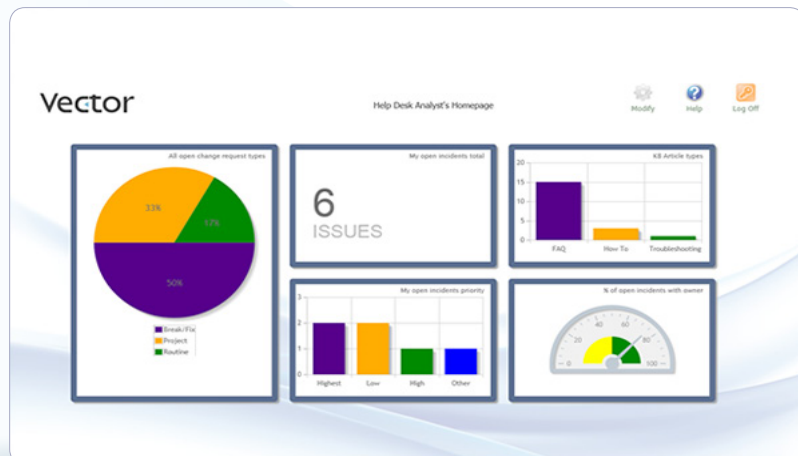 Vector
Help Desk Analyst's Homepage
Modify
Help
Log Off
All open change request types
33%
17%
50%
Break/Fix
Project
Routine
My open incidents total
6
ISSUES
KB Article types
20
15
10
5
0
FAQ
How To
Troubleshooting
My open incidents priority
3
2
1
0
Highest
Low
High
Other
% of open incidents with owner
0
20
40
60
80
100